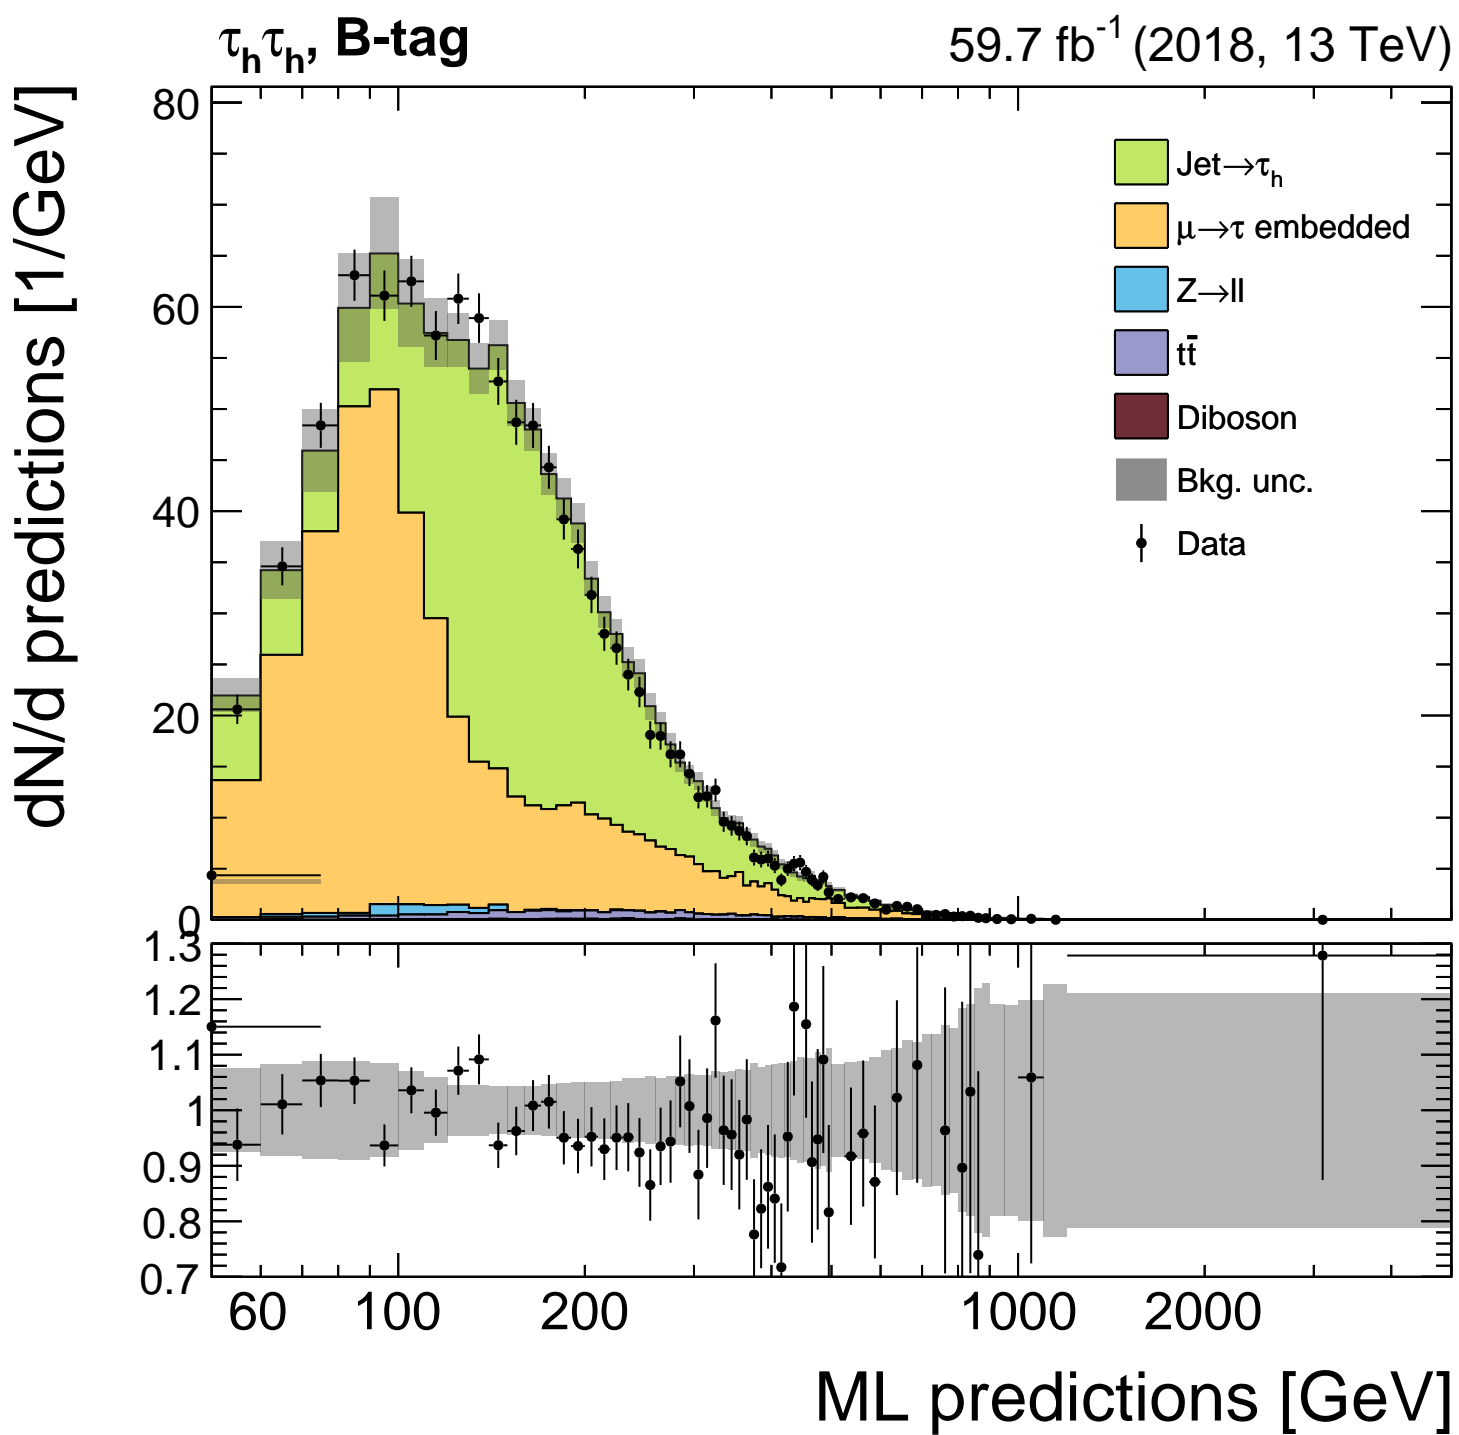 τₕτₕ, B-tag
59.7 fb⁻¹ (2018, 13 TeV)
dN/d predictions [1/GeV]
80
60
40
20
0
Jet→τₕ
μ→τ embedded
Z→ll
tt̄
Diboson
Bkg. unc.
Data
1.3
1.2
1.1
1
0.9
0.8
0.7
60 100 200 1000 2000
ML predictions [GeV]